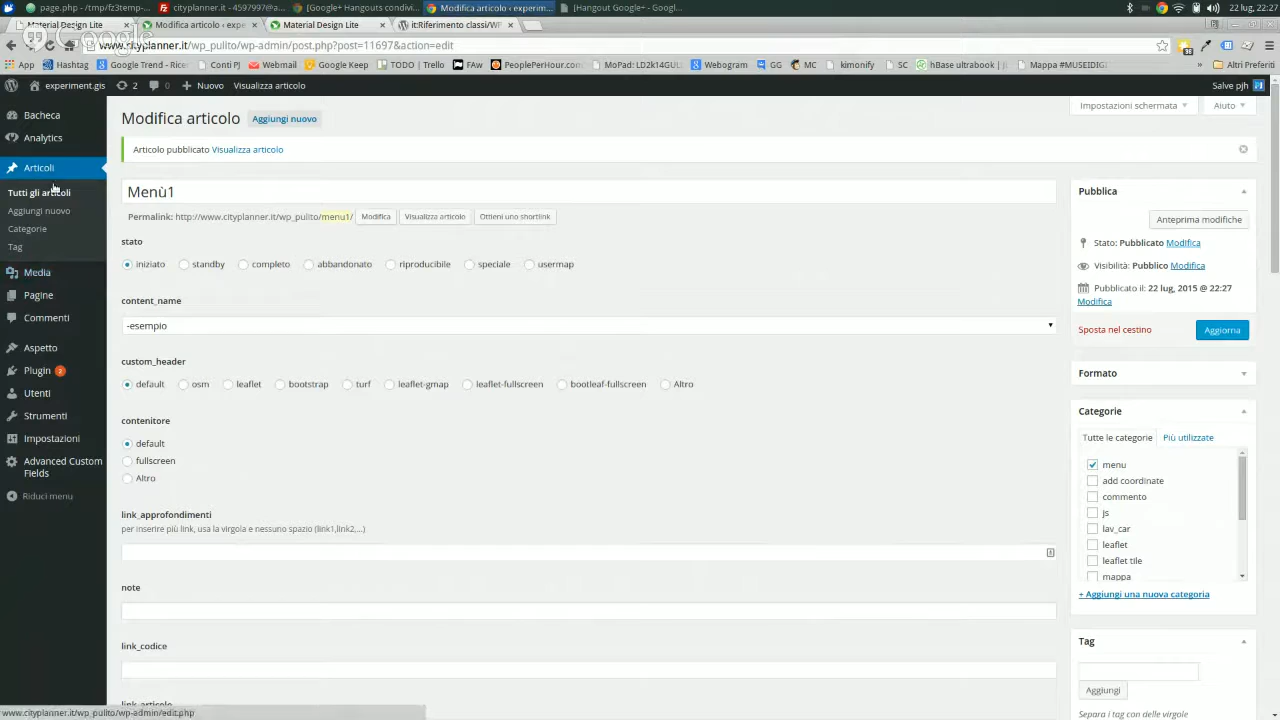 page.php - /tmp/fz3temp-... cityplanner.it - 4597997@a... [Google+ Hangouts condivi... Modifica articolo ‹ experim... [Hangout Google+ - Googl... 22 lug, 22:27
Material Design Lite Modifica articolo ‹ exper Material Design Lite it:Riferimento classi/WP
Google
www.cityplanner.it/wp_pulito/wp-admin/post.php?post=11697&action=edit
App Hashtag Google Trend - Ricer Conti PJ Webmail Google Keep TODO | Trello FAw PeoplePerHour.com MoPad: LD2k14GUL Webogram GG MC kimonify SC hBase ultrabook | j Mappa #MUSEIDIGI » Altri Preferiti
experiment.gis 2 0 Nuovo Visualizza articolo Salve pjh
Bacheca
Analytics
Articoli
Tutti gli articoli
Aggiungi nuovo
Categorie
Tag
Media
Pagine
Commenti
Aspetto
Plugin 2
Utenti
Strumenti
Impostazioni
Advanced Custom
Fields
Riduci menu
Impostazioni schermata Aiuto
Modifica articolo Aggiungi nuovo
Articolo pubblicato Visualizza articolo
Menù1
Permalink: http://www.cityplanner.it/wp_pulito/menu1/ Modifica Visualizza articolo Ottieni uno shortlink
stato
iniziato standby completo abbandonato riproducibile speciale usermap
content_name
-esempio
custom_header
default osm leaflet bootstrap turf leaflet-gmap leaflet-fullscreen bootleaf-fullscreen Altro
contenitore
default
fullscreen
Altro
link_approfondimenti
per inserire più link, usa la virgola e nessuno spazio (link1,link2,...)
note
link_codice
link_articolo
Pubblica
Anteprima modifiche
Stato: Pubblicato Modifica
Visibilità: Pubblico Modifica
Pubblicato il: 22 lug, 2015 @ 22:27
Modifica
Sposta nel cestino Aggiorna
Formato
Categorie
Tutte le categorie Più utilizzate
menu
add coordinate
commento
js
lav_car
leaflet
leaflet tile
mappa
+ Aggiungi una nuova categoria
Tag
Aggiungi
Separa i tag con delle virgole
www.cityplanner.it/wp_pulito/wp-admin/edit.php